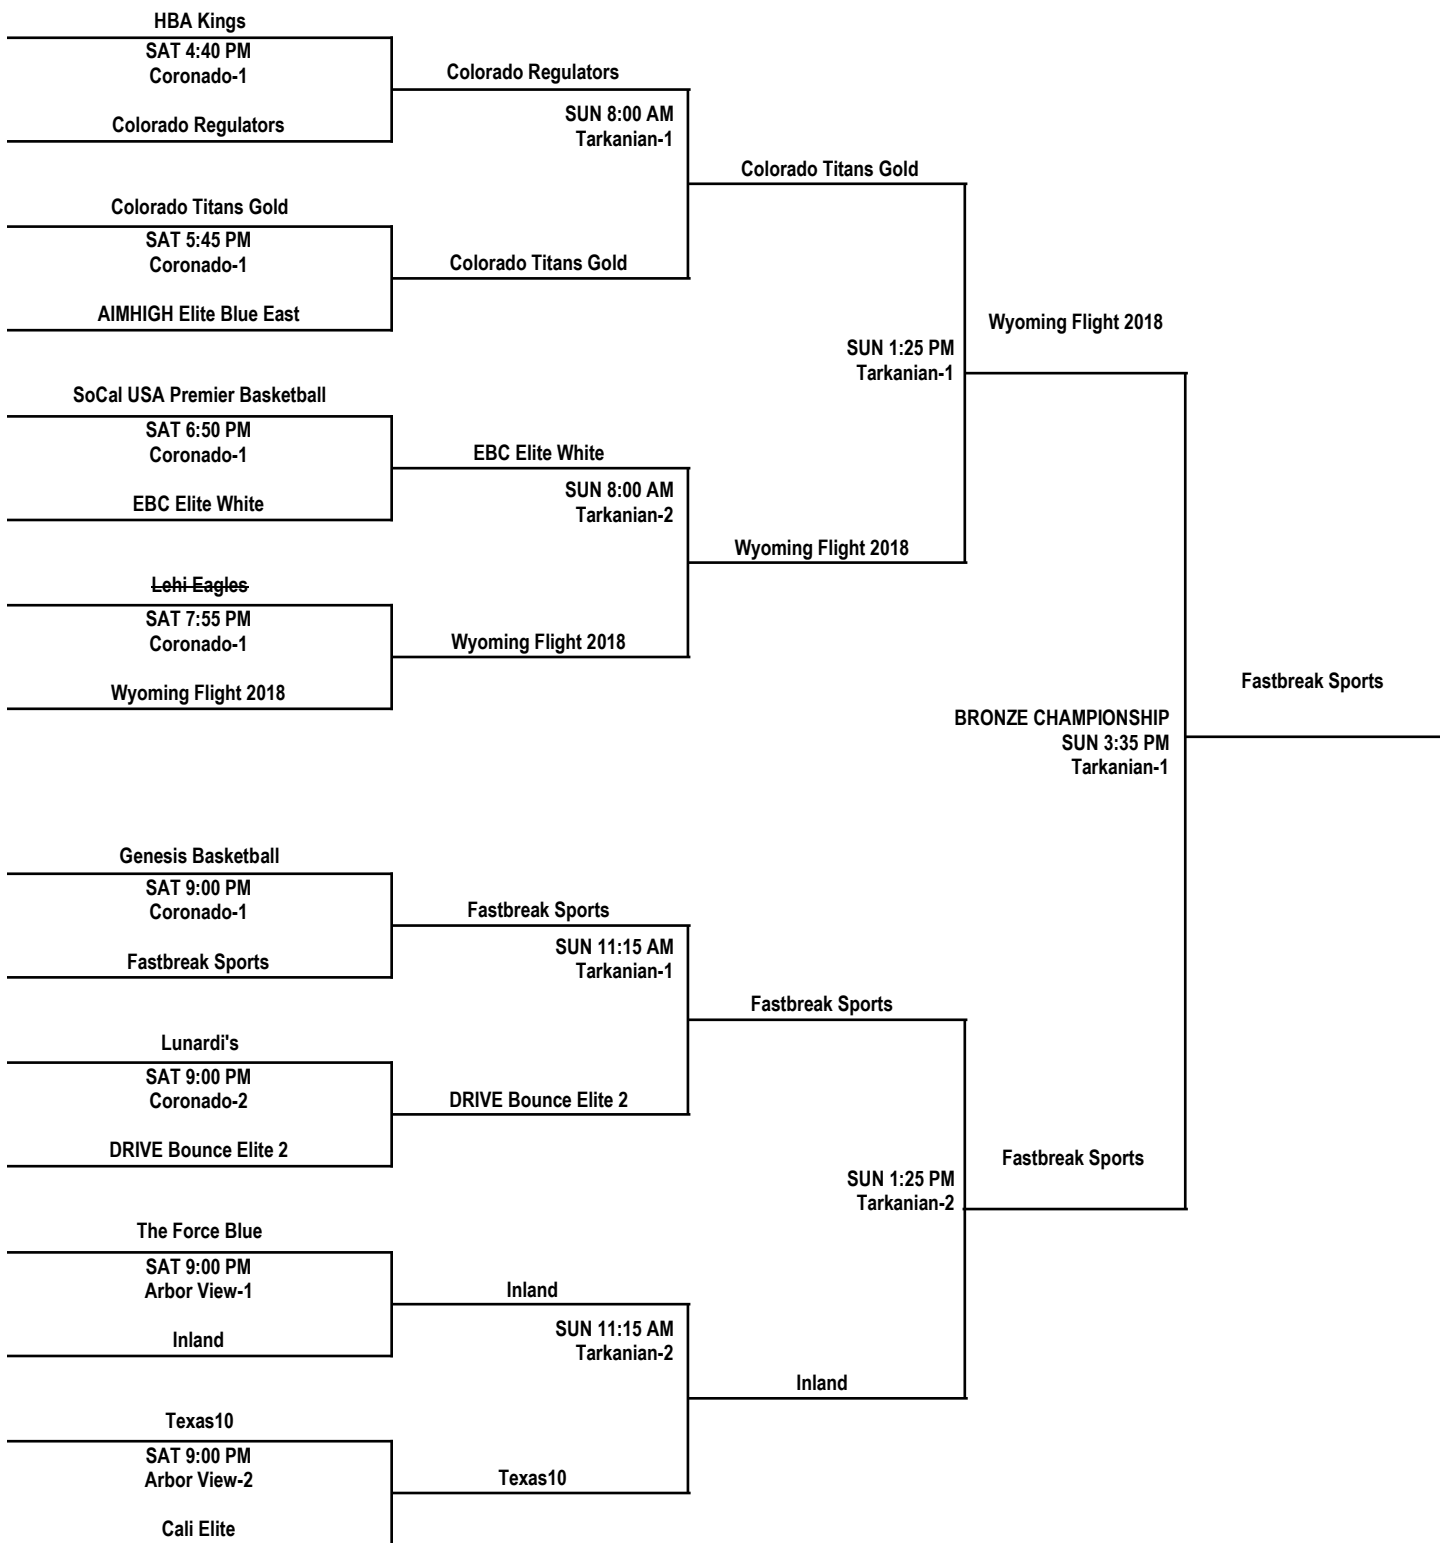 HBA Kings
SAT 4:40 PM
Coronado-1
Colorado Regulators
Colorado Regulators
SUN 8:00 AM
Tarkanian-1
Colorado Titans Gold
Colorado Titans Gold
SAT 5:45 PM
Coronado-1
Colorado Titans Gold
AIMHIGH Elite Blue East
Wyoming Flight 2018
SUN 1:25 PM
Tarkanian-1
SoCal USA Premier Basketball
SAT 6:50 PM
Coronado-1
EBC Elite White
EBC Elite White
SUN 8:00 AM
Tarkanian-2
Wyoming Flight 2018
Lehi Eagles
SAT 7:55 PM
Coronado-1
Wyoming Flight 2018
Wyoming Flight 2018
Fastbreak Sports
BRONZE CHAMPIONSHIP
SUN 3:35 PM
Tarkanian-1
Genesis Basketball
SAT 9:00 PM
Coronado-1
Fastbreak Sports
Fastbreak Sports
SUN 11:15 AM
Tarkanian-1
Fastbreak Sports
Lunardi's
SAT 9:00 PM
Coronado-2
DRIVE Bounce Elite 2
DRIVE Bounce Elite 2
Fastbreak Sports
SUN 1:25 PM
Tarkanian-2
The Force Blue
SAT 9:00 PM
Arbor View-1
Inland
Inland
SUN 11:15 AM
Tarkanian-2
Inland
Texas10
SAT 9:00 PM
Arbor View-2
Texas10
Cali Elite